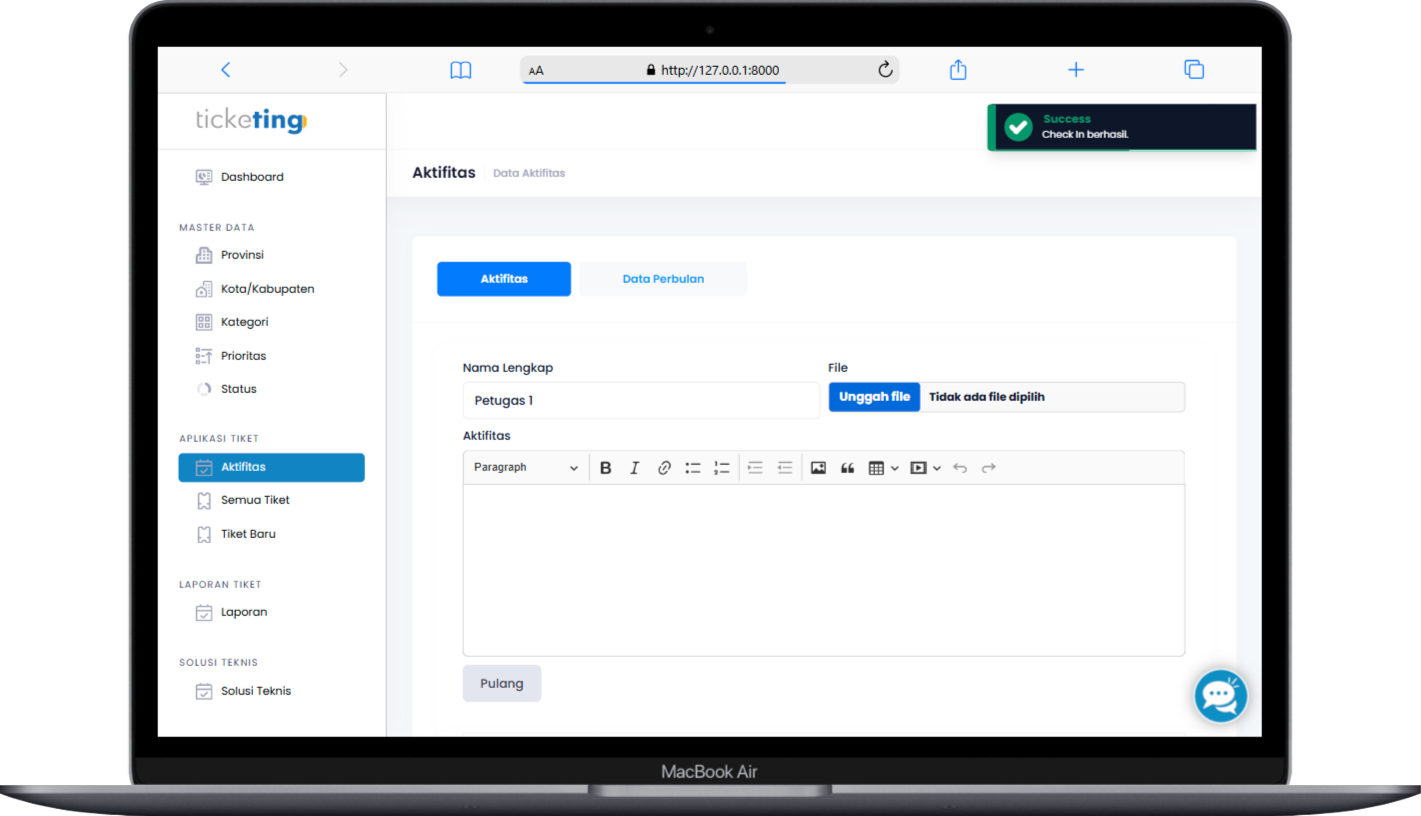 AA
http://127.0.0.1:8000
ticketing
Success
Check In berhasil.
Dashboard
Aktifitas
Data Aktifitas
MASTER DATA
Provinsi
Kota/Kabupaten
Kategori
Prioritas
Status
APLIKASI TIKET
Aktifitas
Semua Tiket
Tiket Baru
LAPORAN TIKET
Laporan
SOLUSI TEKNIS
Solusi Teknis
Aktifitas
Data Perbulan
Nama Lengkap
File
Petugas 1
Unggah file
Tidak ada file dipilih
Aktifitas
Paragraph
B
I
Pulang
MacBook Air